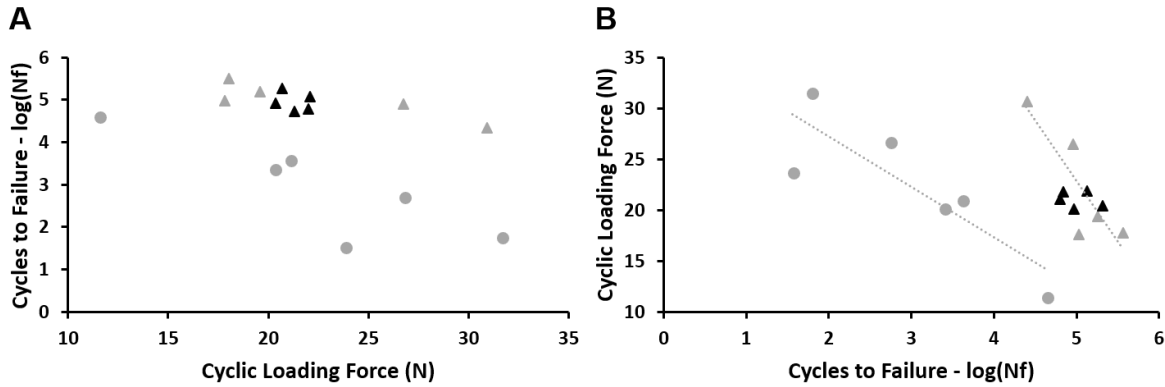 A
Cycles to Failure - log(Nf)
6
5
4
3
2
1
0
10 15 20 25 30 35
Cyclic Loading Force (N)
B
Cyclic Loading Force (N)
35
30
25
20
15
10
0 1 2 3 4 5 6
Cycles to Failure - log(Nf)